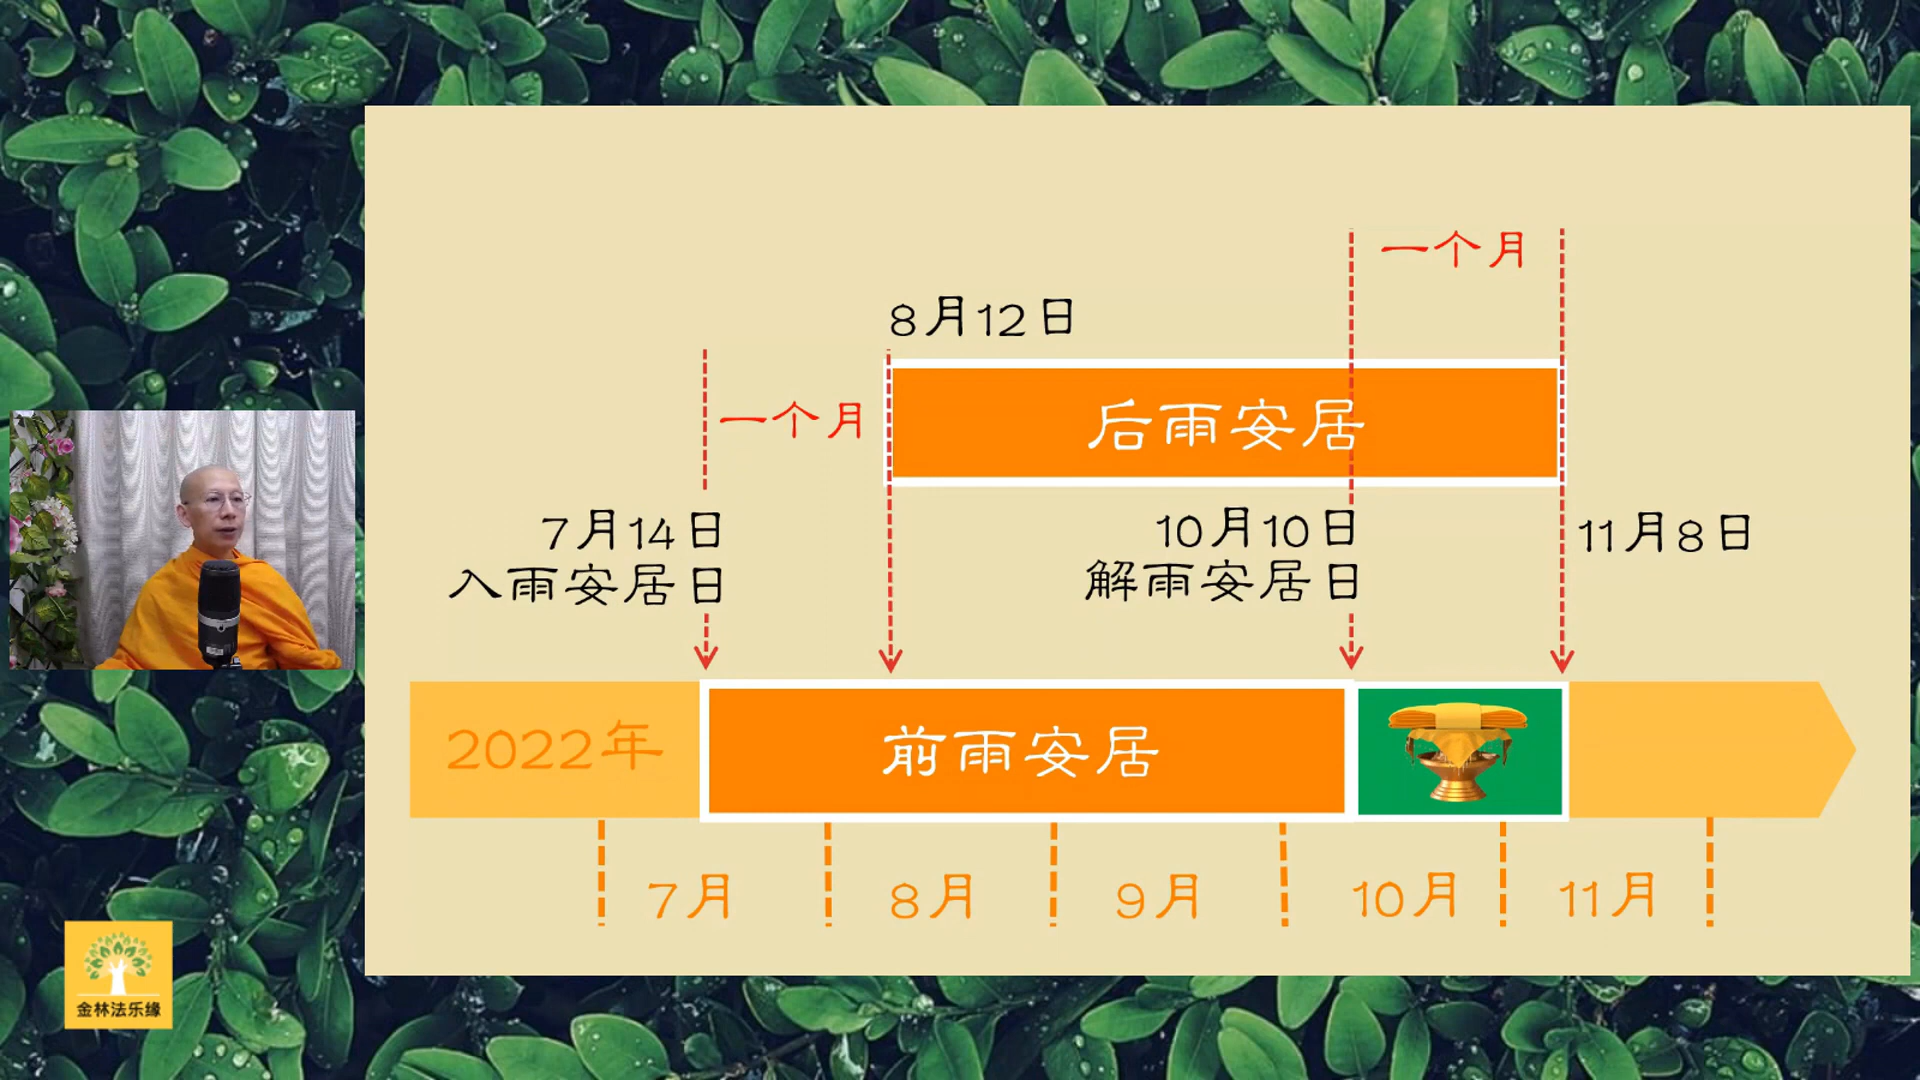 一个月
8月12日
一个月
后雨安居
7月14日
入雨安居日
10月10日
解雨安居日
11月8日
2022年
前雨安居
7月
8月
9月
10月
11月
金林法乐缘